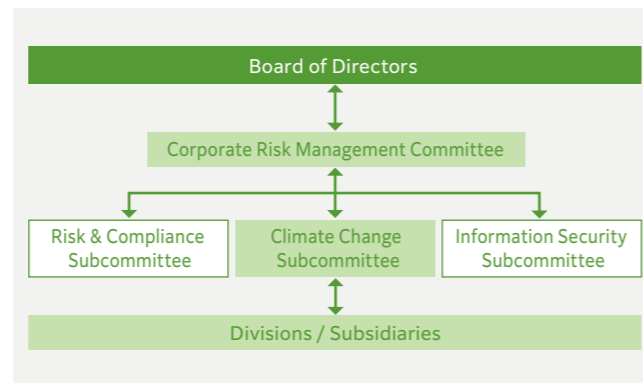 Board of Directors
Corporate Risk Management Committee
Risk & Compliance
Subcommittee
Climate Change
Subcommittee
Information Security
Subcommittee
Divisions / Subsidiaries